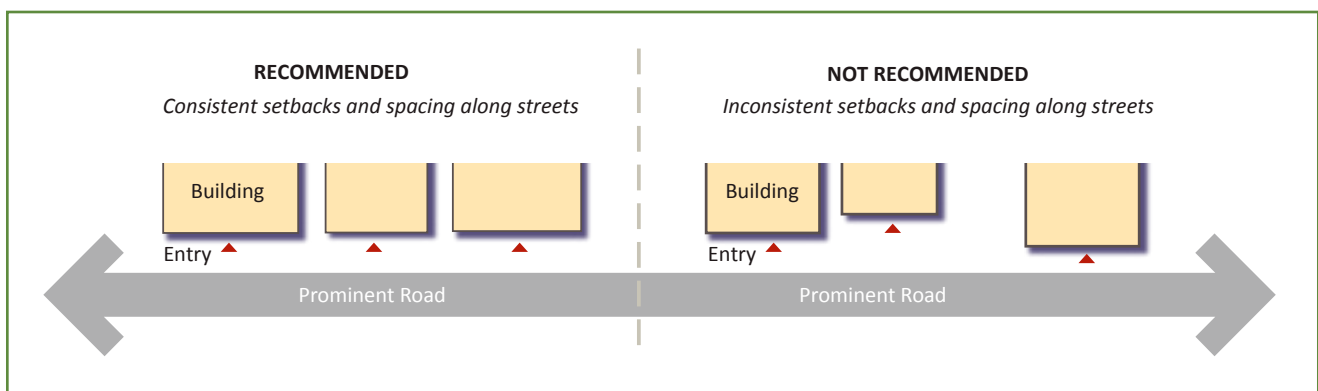 RECOMMENDED
Consistent setbacks and spacing along streets
Building
Entry
Prominent Road
NOT RECOMMENDED
Inconsistent setbacks and spacing along streets
Building
Entry
Prominent Road